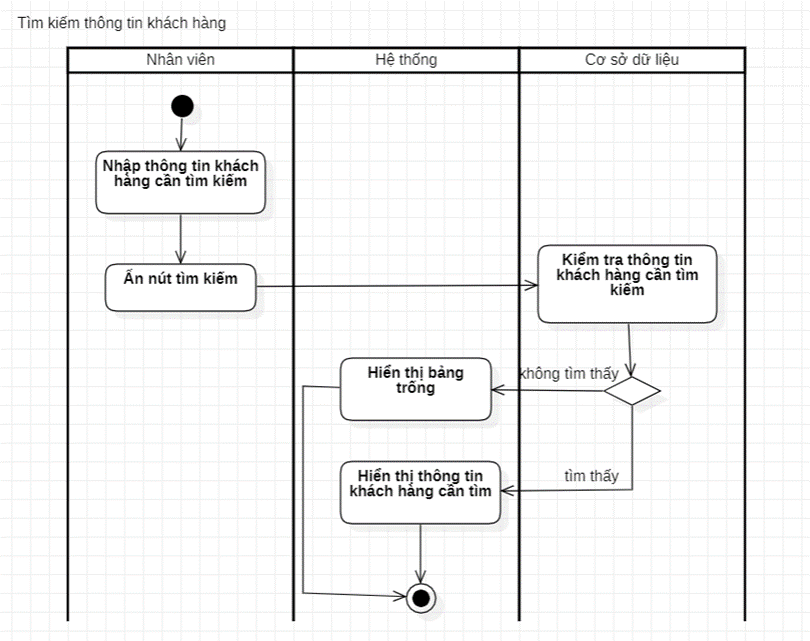 Tìm kiếm thông tin khách hàng
Nhân viên
Hệ thống
Cơ sở dữ liệu
Nhập thông tin khách
hàng cần tìm kiếm
Ấn nút tìm kiếm
Kiểm tra thông tin
khách hàng cần tìm
kiếm
không tìm thấy
Hiển thị bảng
trống
tìm thấy
Hiển thị thông tin
khách hàng cần tìm